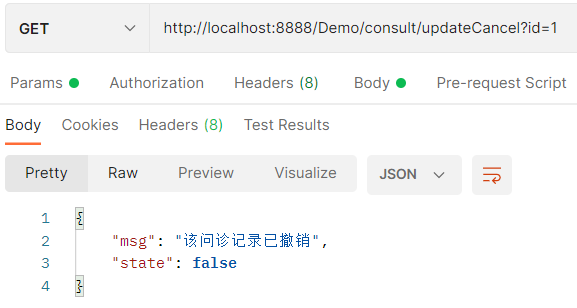 GET http://localhost:8888/Demo/consult/updateCancel?id=1
Params Authorization Headers (8) Body Pre-request Script
Body Cookies Headers (8) Test Results
Pretty Raw Preview Visualize JSON
1 {
2 "msg": "该问诊记录已撤销",
3 "state": false
4 }